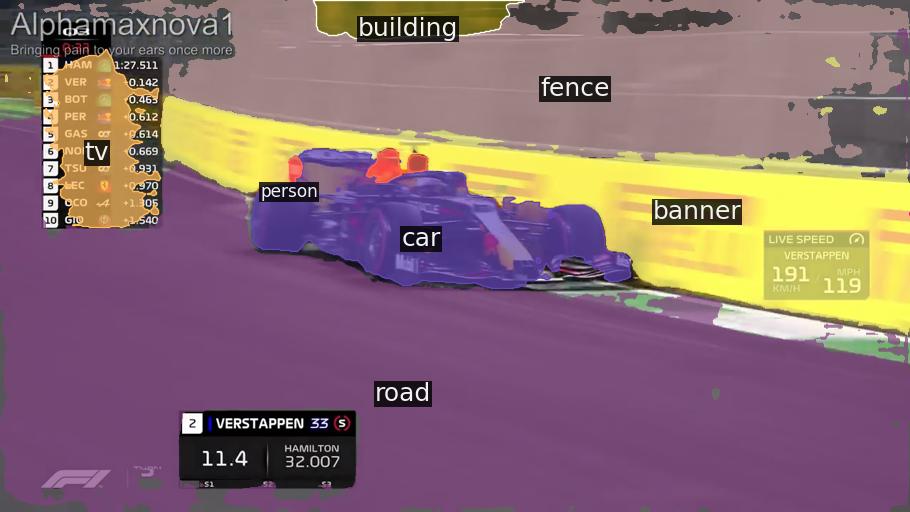 Alphamaxnova1
Bringing pain to your ears once more
1 HAM 1:27.511
2 VER +0.142
3 BOT +0.463
4 PER +0.612
5 GAS +0.614
6 NOR +0.669
7 TSU +0.931
8 LEC +0.970
9 OCO +1.305
10 GIO +1.540
building
fence
tv
person
banner
car
LIVE SPEED
VERSTAPPEN
191 KM/H / 119 MPH
road
2 VERSTAPPEN 33 S
11.4 HAMILTON 32.007
S1 S2 S3
F1